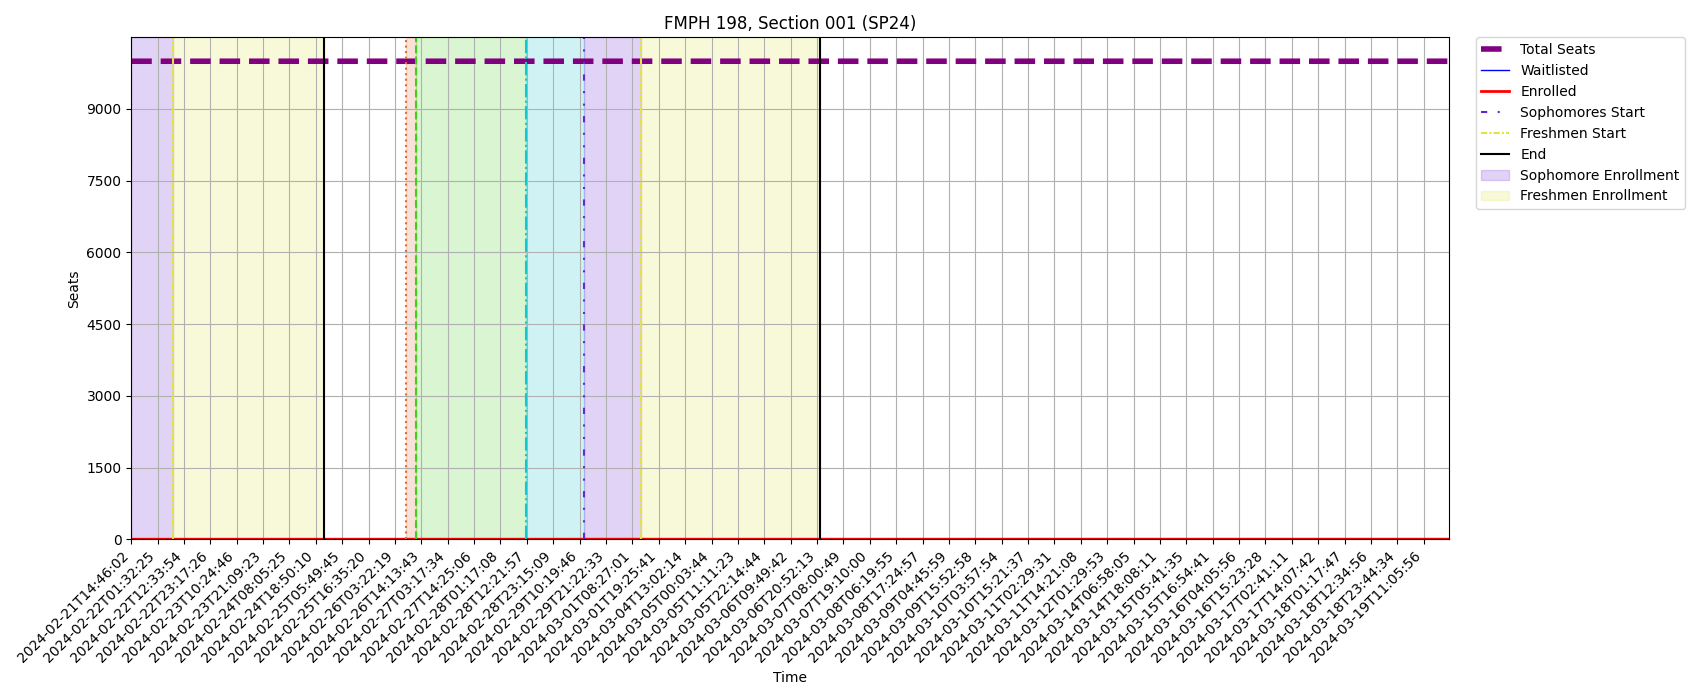 FMPH 198, Section 001 (SP24)
Total Seats
Waitlisted
Enrolled
Sophomores Start
Freshmen Start
End
Sophomore Enrollment
Freshmen Enrollment
Seats
9000
7500
6000
4500
3000
1500
0
2024-02-21T14:46:02
2024-02-22T01:32:25
2024-02-22T12:33:54
2024-02-22T23:17:26
2024-02-23T10:24:46
2024-02-23T21:09:23
2024-02-24T08:05:25
2024-02-24T18:50:10
2024-02-25T05:49:45
2024-02-25T16:35:20
2024-02-26T03:22:19
2024-02-26T14:13:43
2024-02-27T03:17:34
2024-02-27T14:25:06
2024-02-28T01:17:08
2024-02-28T12:21:57
2024-02-28T23:15:09
2024-02-29T10:19:46
2024-02-29T21:22:33
2024-03-01T08:27:01
2024-03-01T19:25:41
2024-03-04T13:02:14
2024-03-05T00:03:44
2024-03-05T11:11:23
2024-03-05T22:14:44
2024-03-06T09:49:42
2024-03-06T20:52:13
2024-03-07T08:00:49
2024-03-07T19:10:00
2024-03-08T06:19:55
2024-03-08T17:24:57
2024-03-09T04:45:59
2024-03-09T15:52:58
2024-03-10T03:57:54
2024-03-10T15:21:37
2024-03-11T02:29:31
2024-03-11T14:21:08
2024-03-12T01:29:53
2024-03-14T06:58:05
2024-03-14T18:08:11
2024-03-15T05:41:35
2024-03-15T16:54:41
2024-03-16T04:05:56
2024-03-16T15:23:28
2024-03-17T02:41:11
2024-03-17T14:07:42
2024-03-18T01:17:47
2024-03-18T12:34:56
2024-03-18T23:44:34
2024-03-19T11:05:56
Time